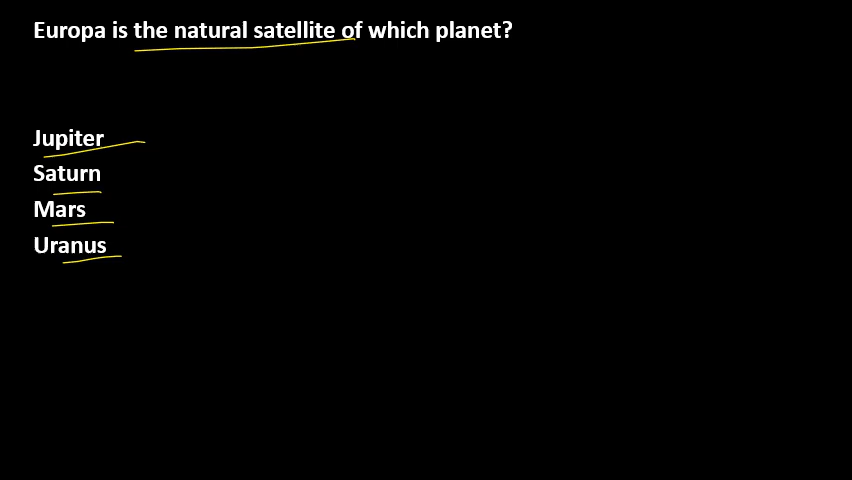 Europa is the natural satellite of which planet?
Jupiter
Saturn
Mars
Uranus